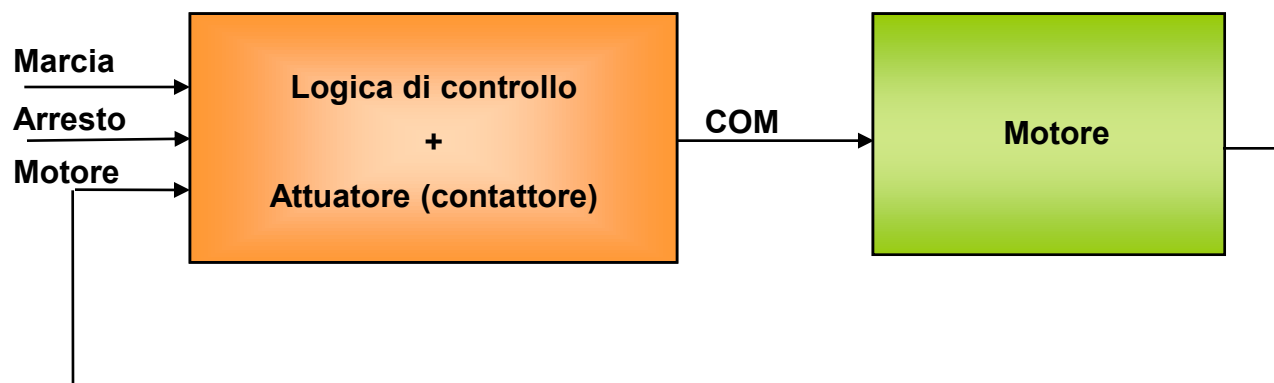 Marcia
Arresto
Motore
Logica di controllo
+
Attuatore (contattore)
COM
Motore